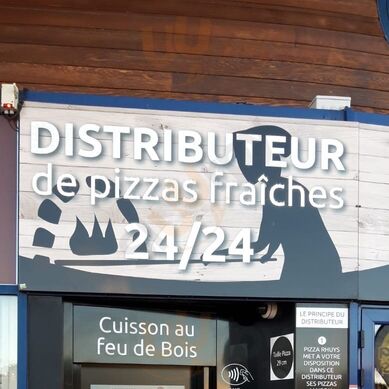 DISTRIBUTEUR
de pizzas fraîches
24/24
Cuisson au
feu de Bois
Taille Pizza
29 cm
LE PRINCIPE DU
DISTRIBUTEUR
1
PIZZA RHUYS
MET A VOTRE
DISPOSITION
DANS CE
DISTRIBUTEUR
SES PIZZAS